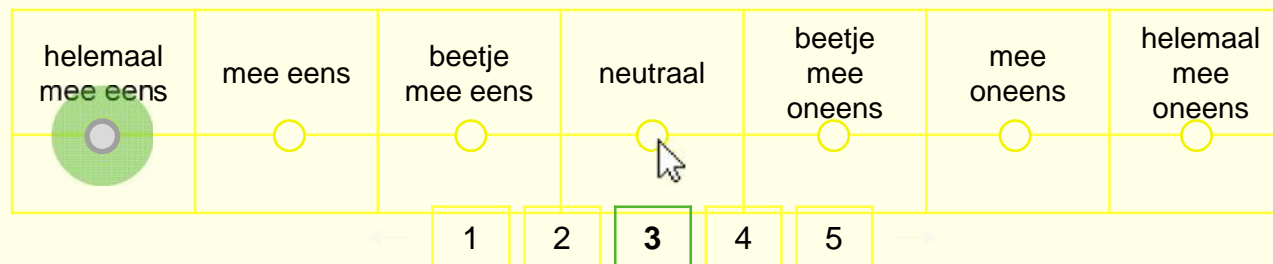 helemaal
mee eens
mee eens
beetje
mee eens
neutraal
beetje
mee
oneens
mee
oneens
helemaal
mee
oneens
1 2 3 4 5